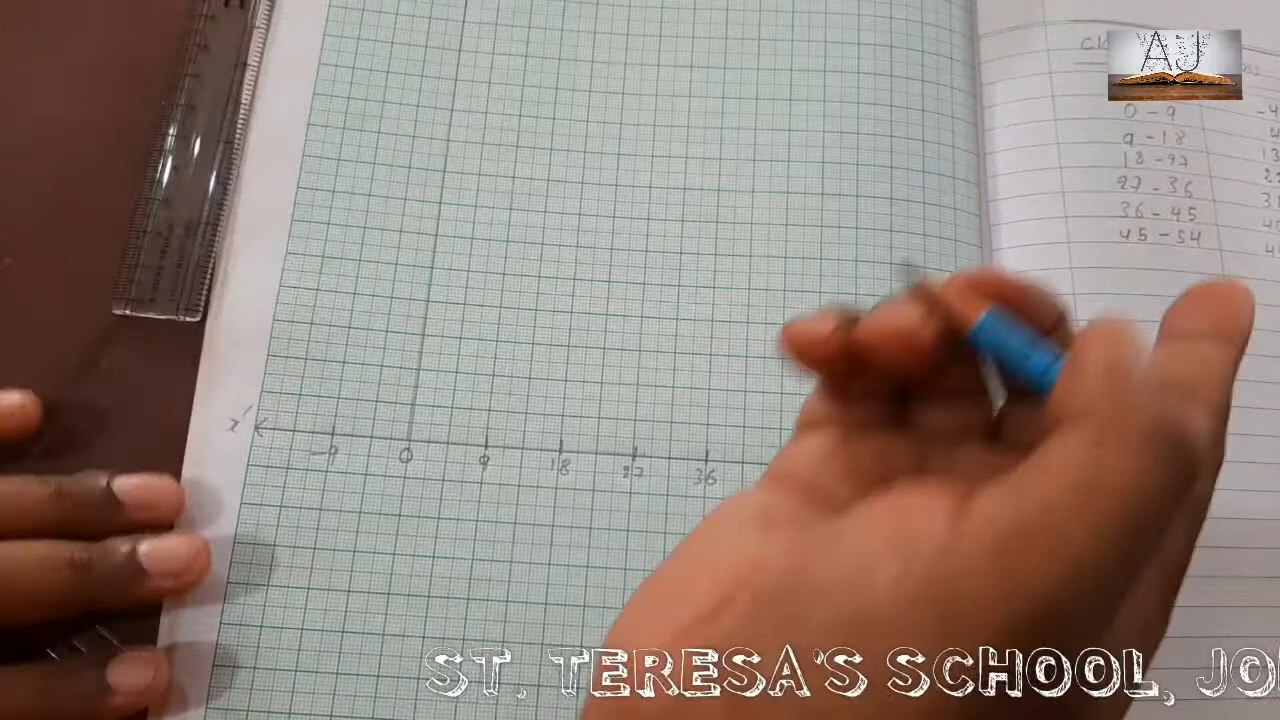 AJ
0 - 9
9 - 18
18 - 27
27 - 36
36 - 45
45 - 54
x'
-9 0 9 18 27 36
ST. TERESA'S SCHOOL, JO